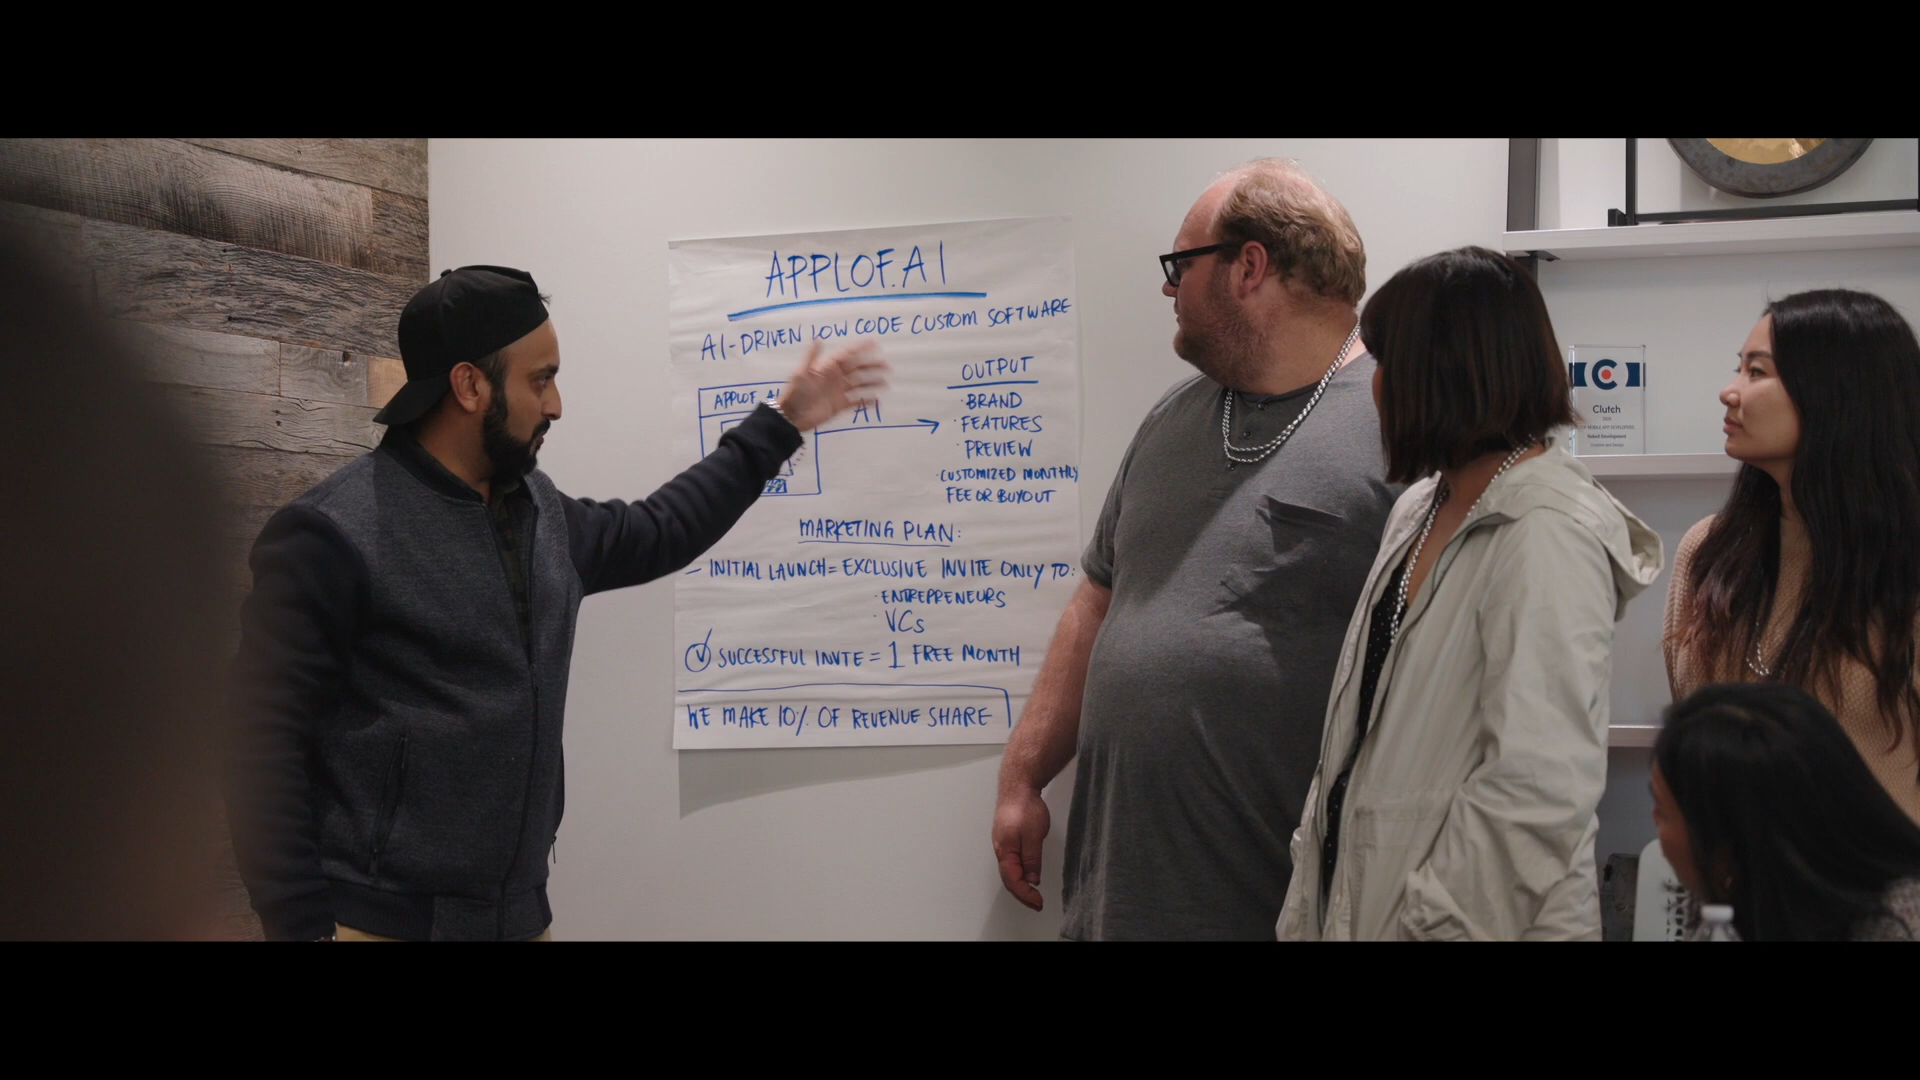 APPLOF.AI
AI-DRIVEN LOW CODE CUSTOM SOFTWARE
APPLOF AI
AI
OUTPUT
· BRAND
· FEATURES
· PREVIEW
· CUSTOMIZED MONTHLY
FEE OR BUYOUT
MARKETING PLAN:
- INITIAL LAUNCH = EXCLUSIVE INVITE ONLY TO:
· ENTREPRENEURS
· VCs
SUCCESSFUL INVTE = 1 FREE MONTH
WE MAKE 10% OF REVENUE SHARE
C
Clutch